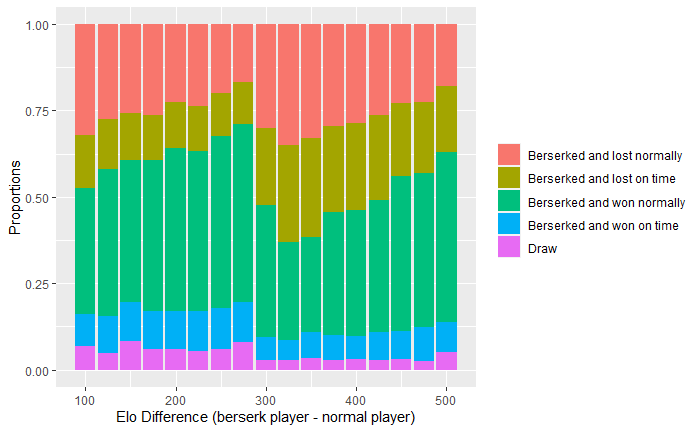 1.00
0.75
0.50
0.25
0.00
Proportions
100
200
300
400
500
Elo Difference (berserk player - normal player)
Berserked and lost normally
Berserked and lost on time
Berserked and won normally
Berserked and won on time
Draw